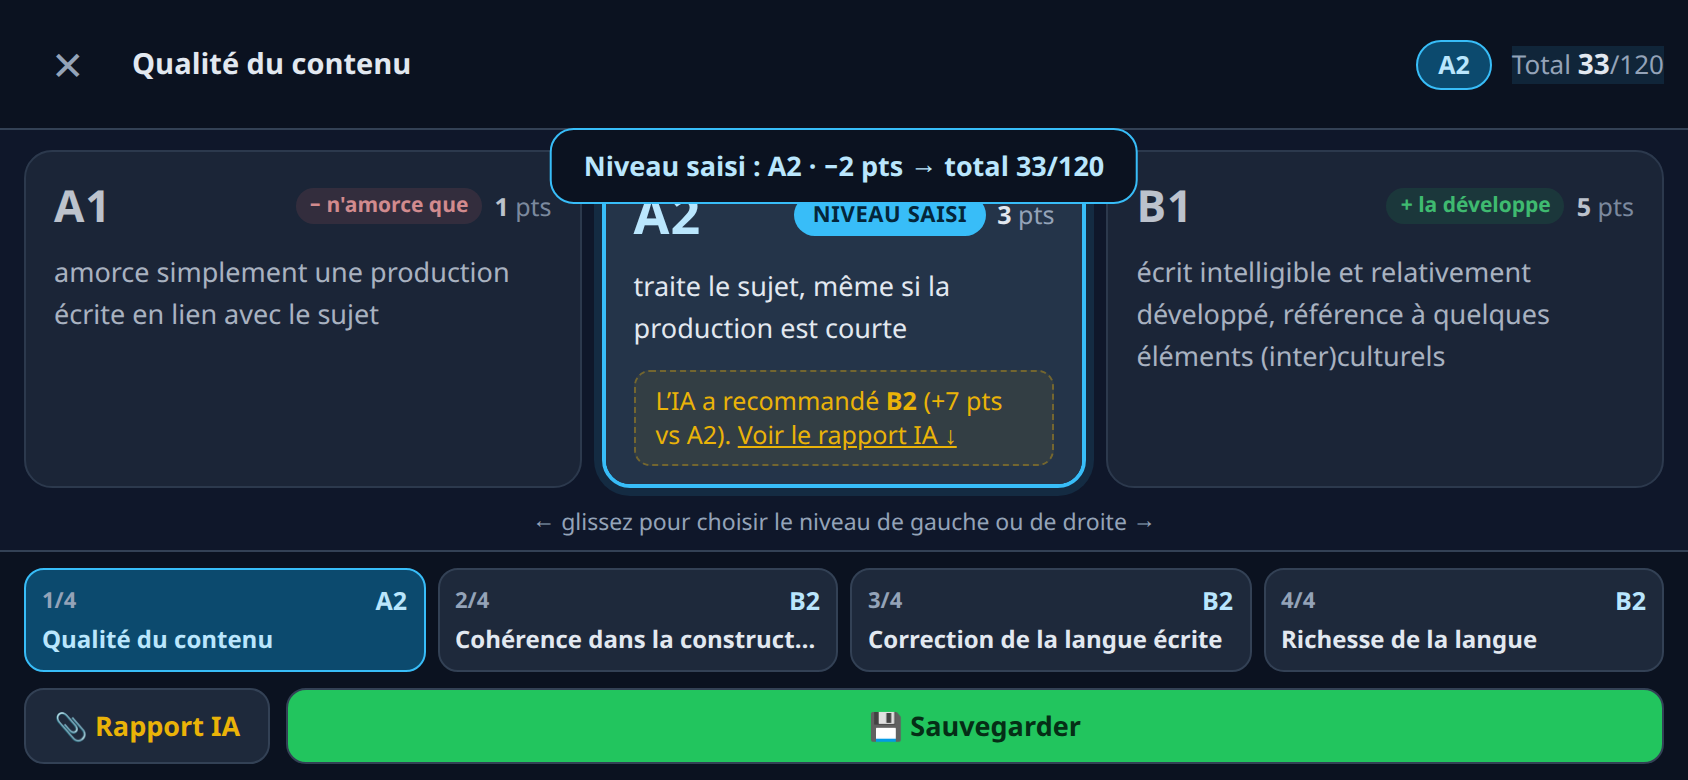 ✕ Qualité du contenu A2 Total 33/120
Niveau saisi : A2 · −2 pts → total 33/120
A1 − n'amorce que 1 pts
amorce simplement une production
écrite en lien avec le sujet
A2 NIVEAU SAISI 3 pts
traite le sujet, même si la
production est courte
L’IA a recommandé B2 (+7 pts
vs A2). Voir le rapport IA ↓
B1 + la développe 5 pts
écrit intelligible et relativement
développé, référence à quelques
éléments (inter)culturels
← glissez pour choisir le niveau de gauche ou de droite →
1/4 A2
Qualité du contenu
2/4 B2
Cohérence dans la construct...
3/4 B2
Correction de la langue écrite
4/4 B2
Richesse de la langue
📎 Rapport IA
💾 Sauvegarder